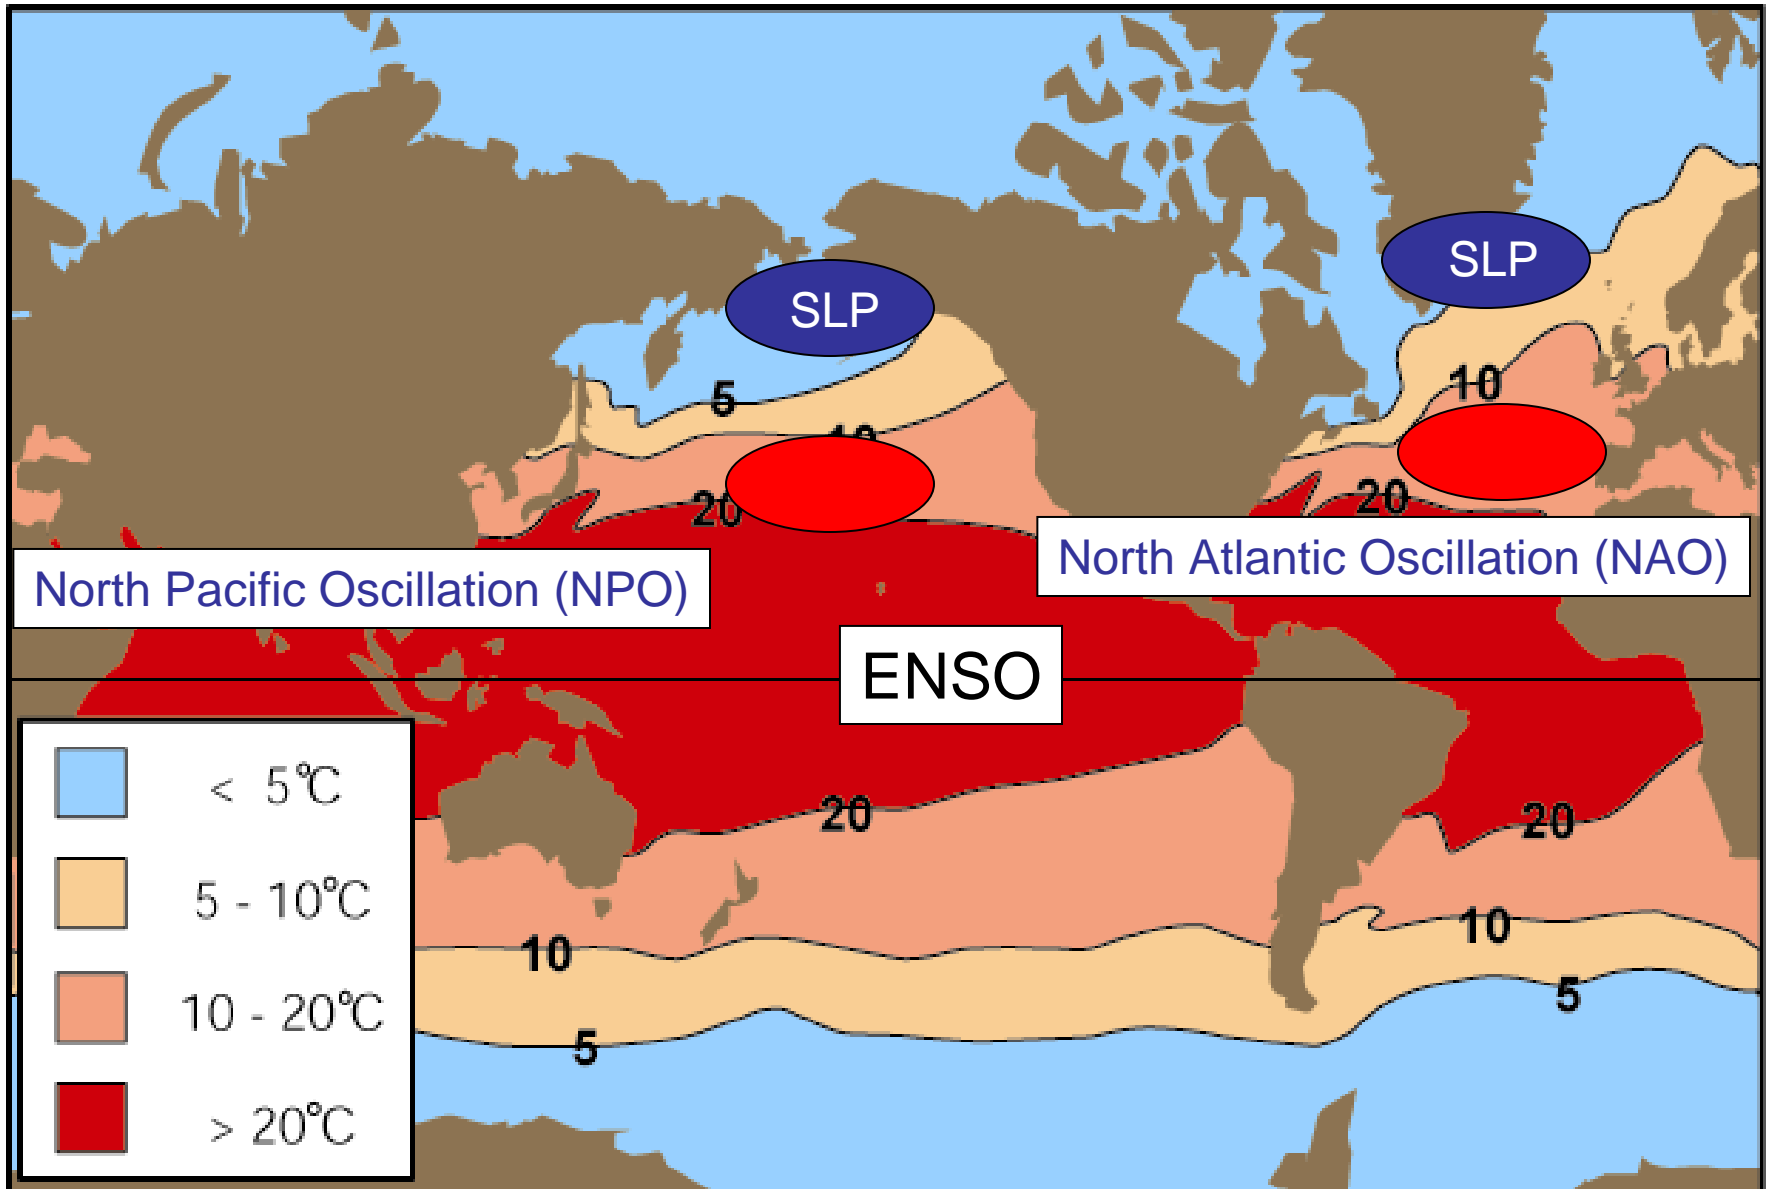 SLP
SLP
5
10
10
20
20
North Atlantic Oscillation (NAO)
North Pacific Oscillation (NPO)
ENSO
< 5℃
20
20
5 - 10℃
10
10
10 - 20℃
5
5
> 20℃